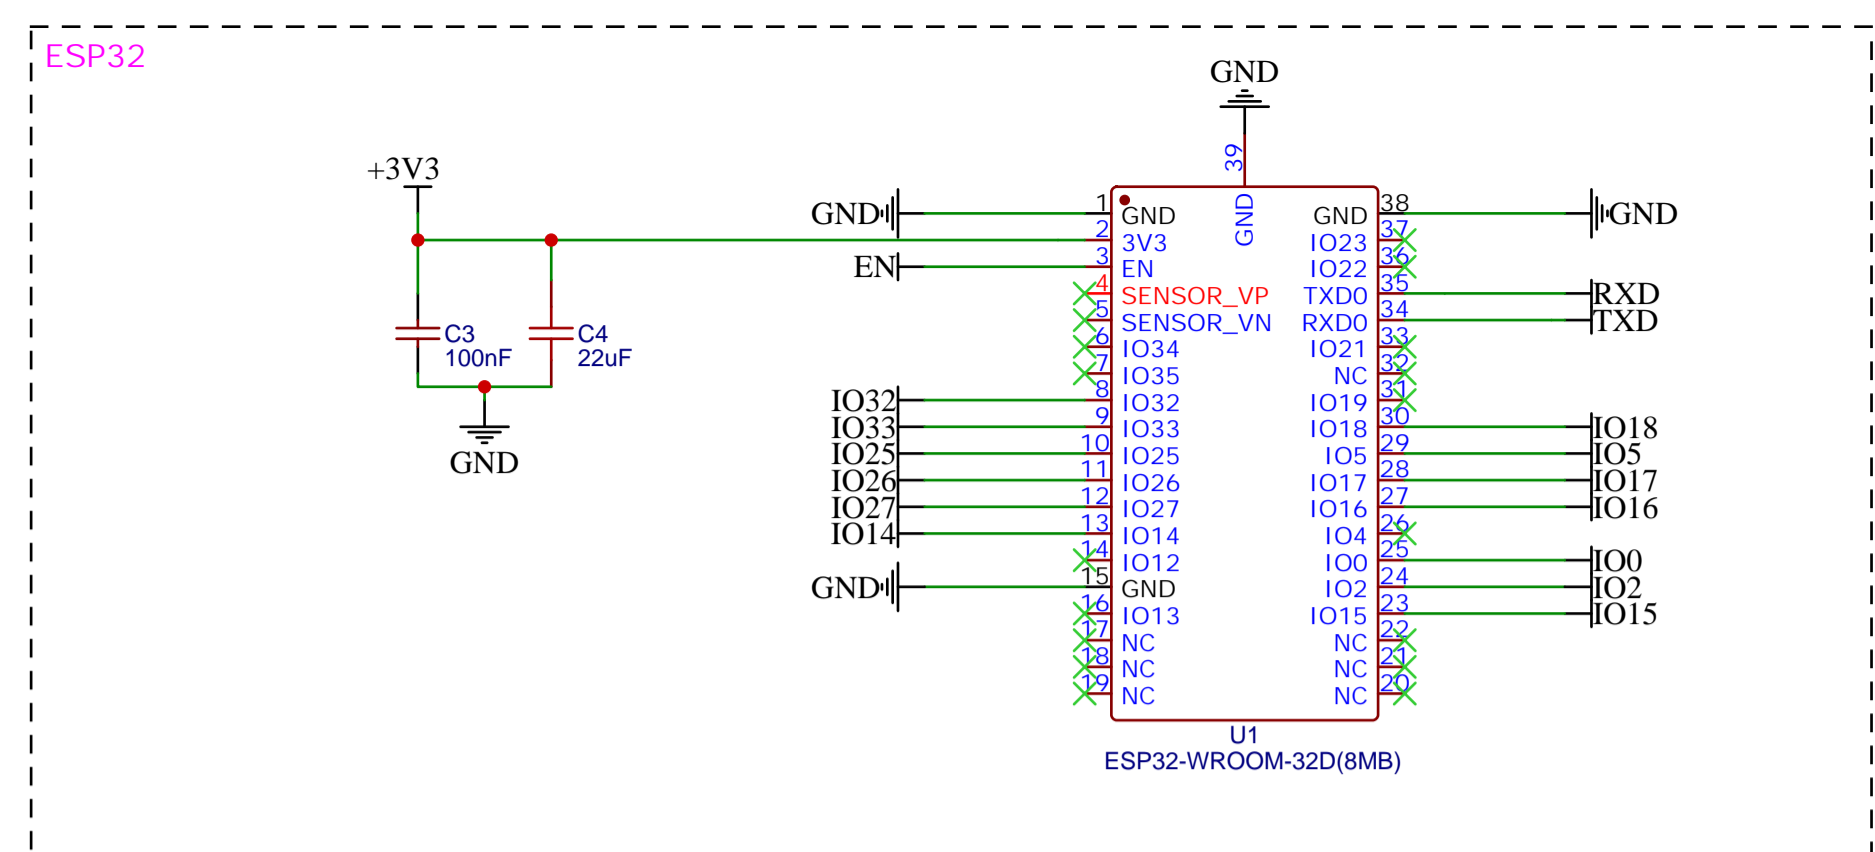 ESP32
+3V3
C3
100nF
C4
22uF
GND
GND
39
GND
GND 1 GND
2 3V3
EN 3 EN
4 SENSOR_VP
5 SENSOR_VN
6 IO34
7 IO35
IO32 8 IO32
IO33 9 IO33
IO25 10 IO25
IO26 11 IO26
IO27 12 IO27
IO14 13 IO14
14 IO12
GND 15 GND
16 IO13
17 NC
18 NC
19 NC
GND 38 GND
IO23 37
IO22 36
TXD0 35 RXD
RXD0 34 TXD
IO21 33
NC 32
IO19 31
IO18 30 IO18
IO5 29 IO5
IO17 28 IO17
IO16 27 IO16
IO4 26
IO0 25 IO0
IO2 24 IO2
IO15 23 IO15
NC 22
NC 21
NC 20
U1
ESP32-WROOM-32D(8MB)